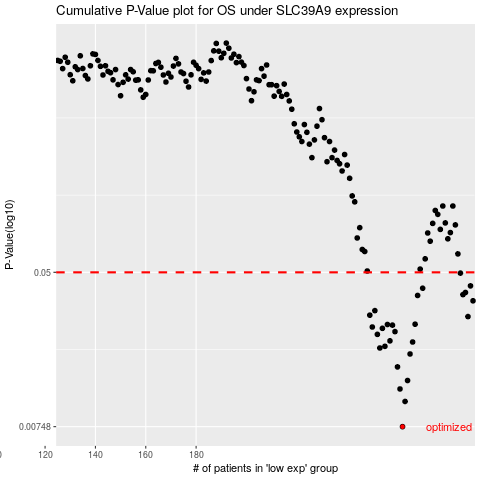 Cumulative P-Value plot for OS under SLC39A9 expression
P-Value(log10)
0.05
0.00748
optimized
0 120 140 160 180
# of patients in 'low exp' group